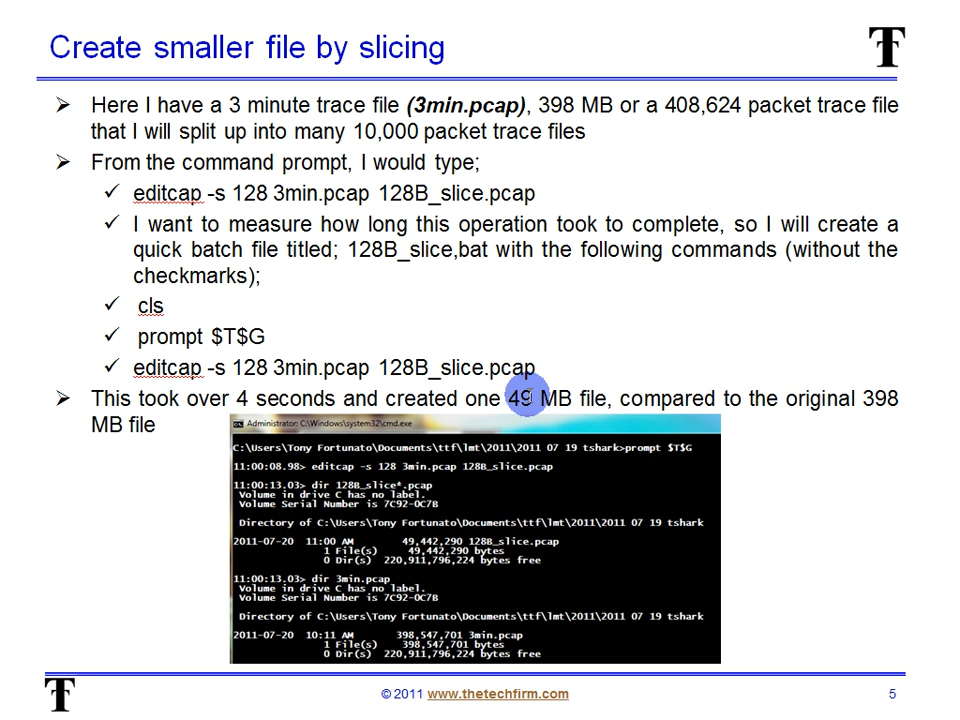 Create smaller file by slicing
Here I have a 3 minute trace file (3min.pcap), 398 MB or a 408,624 packet trace file
that I will split up into many 10,000 packet trace files
From the command prompt, I would type;
editcap -s 128 3min.pcap 128B_slice.pcap
I want to measure how long this operation took to complete, so I will create a
quick batch file titled; 128B_slice,bat with the following commands (without the
checkmarks);
cls
prompt $T$G
editcap -s 128 3min.pcap 128B_slice.pcap
This took over 4 seconds and created one 49 MB file, compared to the original 398
MB file
Administrator: C:\Windows\system32\cmd.exe
C:\Users\Tony Fortunato\Documents\ttf\lmt\2011\2011 07 19 tshark>prompt $T$G
11:00:08.98> editcap -s 128 3min.pcap 128B_slice.pcap
11:00:13.03> dir 128B_slice*.pcap
Volume in drive C has no label.
Volume Serial Number is 7C92-0C7B
Directory of C:\Users\Tony Fortunato\Documents\ttf\lmt\2011\2011 07 19 tshark
2011-07-20 11:00 AM 49,442,290 128B_slice.pcap
1 File(s) 49,442,290 bytes
0 Dir(s) 220,911,796,224 bytes free
11:00:13.03> dir 3min.pcap
Volume in drive C has no label.
Volume Serial Number is 7C92-0C7B
Directory of C:\Users\Tony Fortunato\Documents\ttf\lmt\2011\2011 07 19 tshark
2011-07-20 10:11 AM 398,547,701 3min.pcap
1 File(s) 398,547,701 bytes
0 Dir(s) 220,911,796,224 bytes free
© 2011 www.thetechfirm.com
5